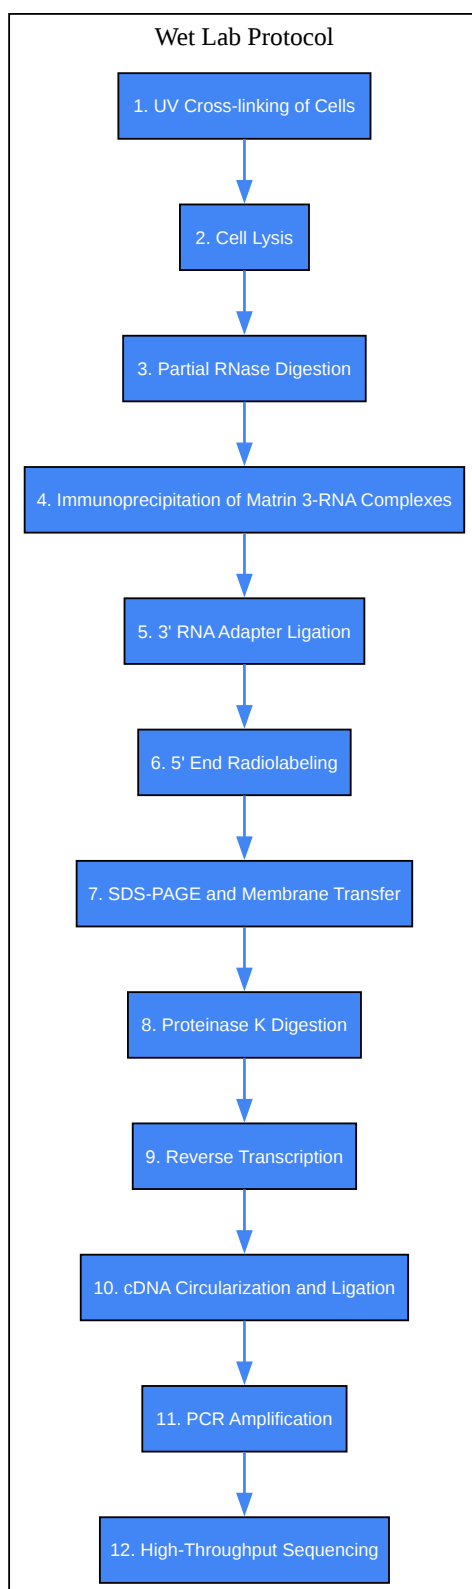 Wet Lab Protocol
1. UV Cross-linking of Cells
2. Cell Lysis
3. Partial RNase Digestion
4. Immunoprecipitation of Matrin 3-RNA Complexes
5. 3' RNA Adapter Ligation
6. 5' End Radiolabeling
7. SDS-PAGE and Membrane Transfer
8. Proteinase K Digestion
9. Reverse Transcription
10. cDNA Circularization and Ligation
11. PCR Amplification
12. High-Throughput Sequencing